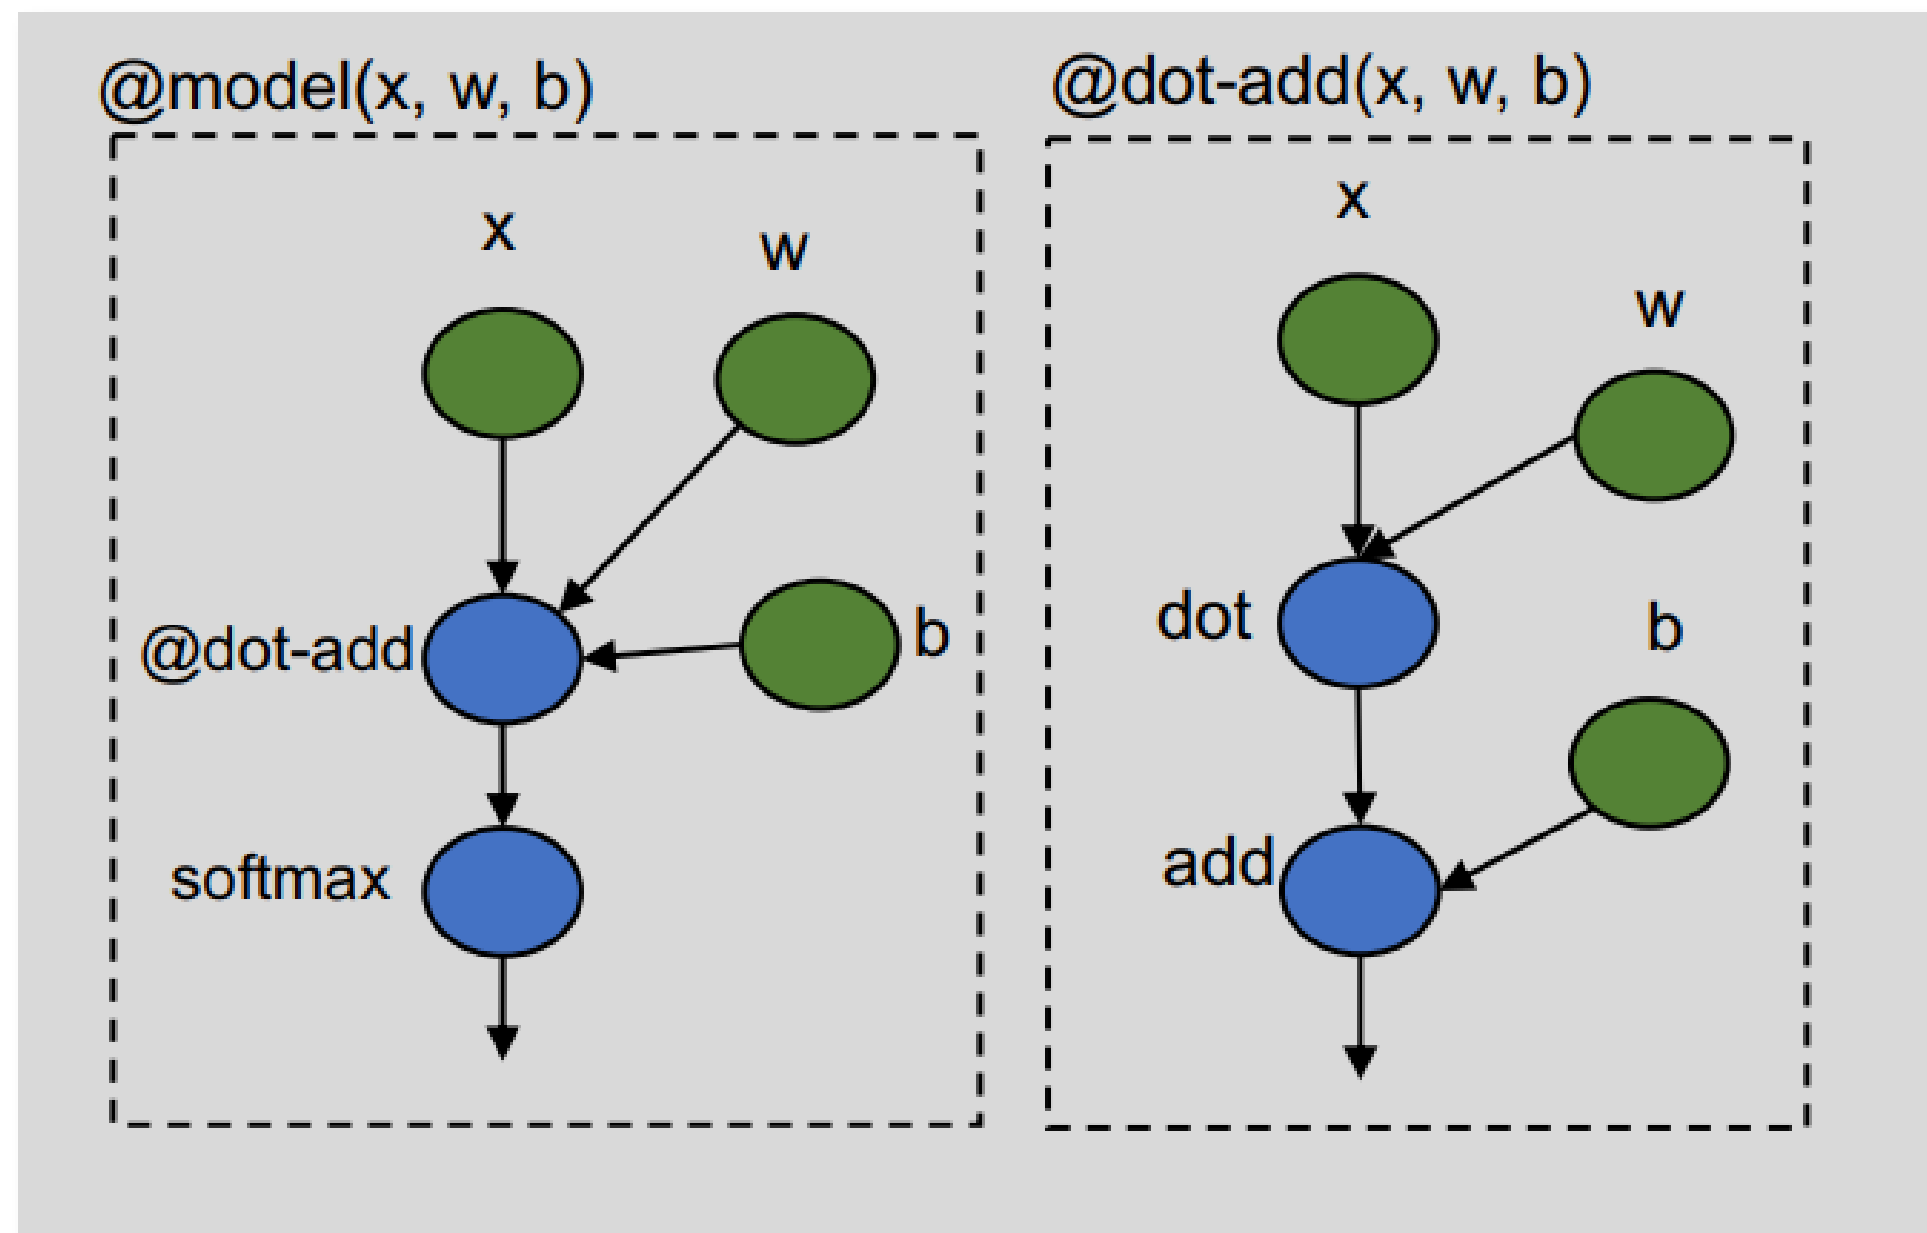 @model(x, w, b)
x
w
@dot-add
b
softmax
@dot-add(x, w, b)
x
w
dot
b
add